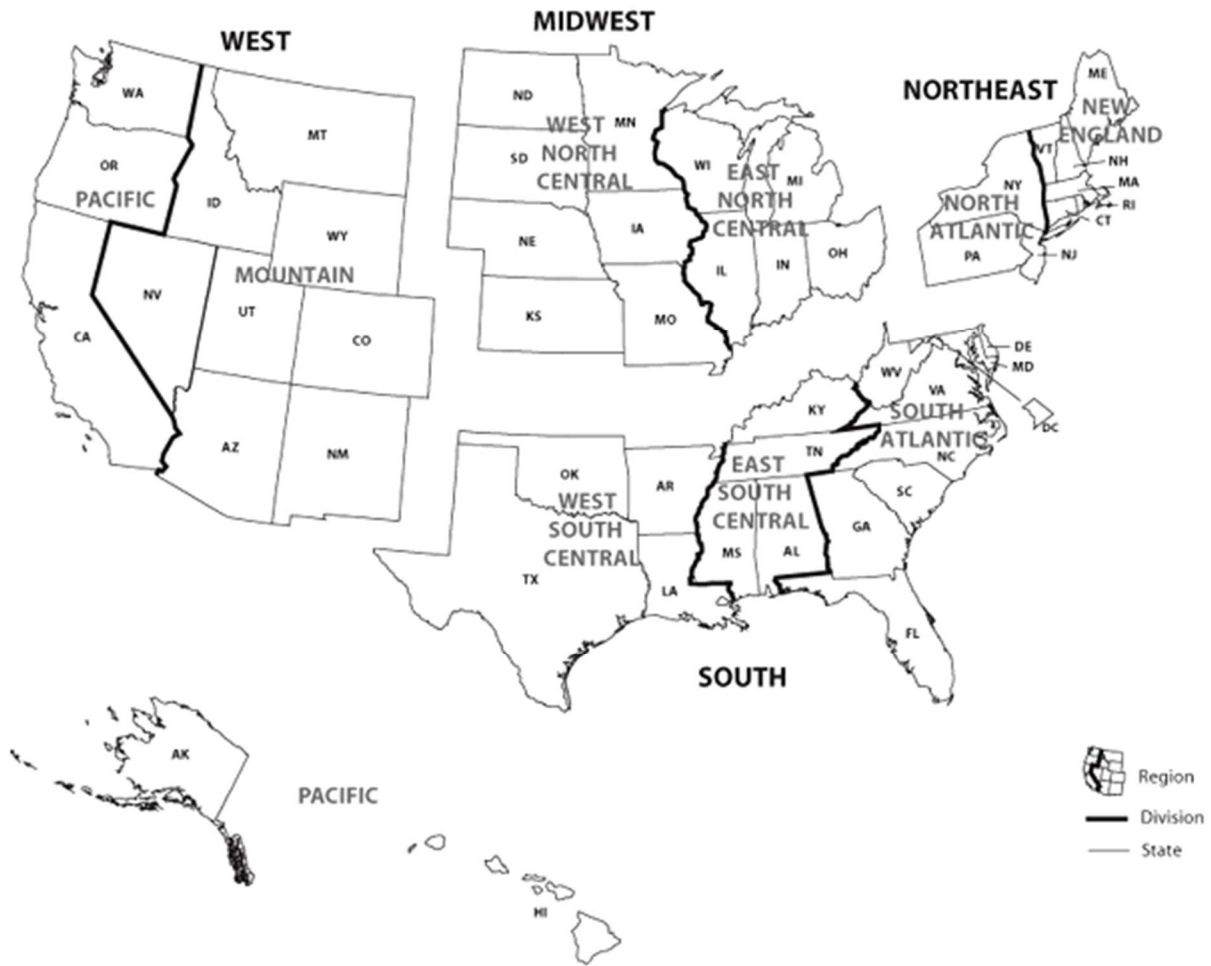 MIDWEST
WEST
NORTHEAST
SOUTH
WA
OR
PACIFIC
CA
MT
ID
WY
MOUNTAIN
NV
UT
CO
AZ
NM
ND
MN
WEST
NORTH
CENTRAL
SD
NE
IA
KS
MO
WI
MI
EAST
NORTH
CENTRAL
IL
IN
OH
ME
NEW
ENGLAND
VT
NH
MA
RI
CT
NY
NORTH
ATLANTIC
PA
NJ
DE
MD
WV
VA
DC
SOUTH
ATLANTIC
NC
SC
GA
FL
KY
TN
EAST
SOUTH
CENTRAL
MS
AL
OK
AR
WEST
SOUTH
CENTRAL
TX
LA
AK
PACIFIC
HI
Region
Division
State